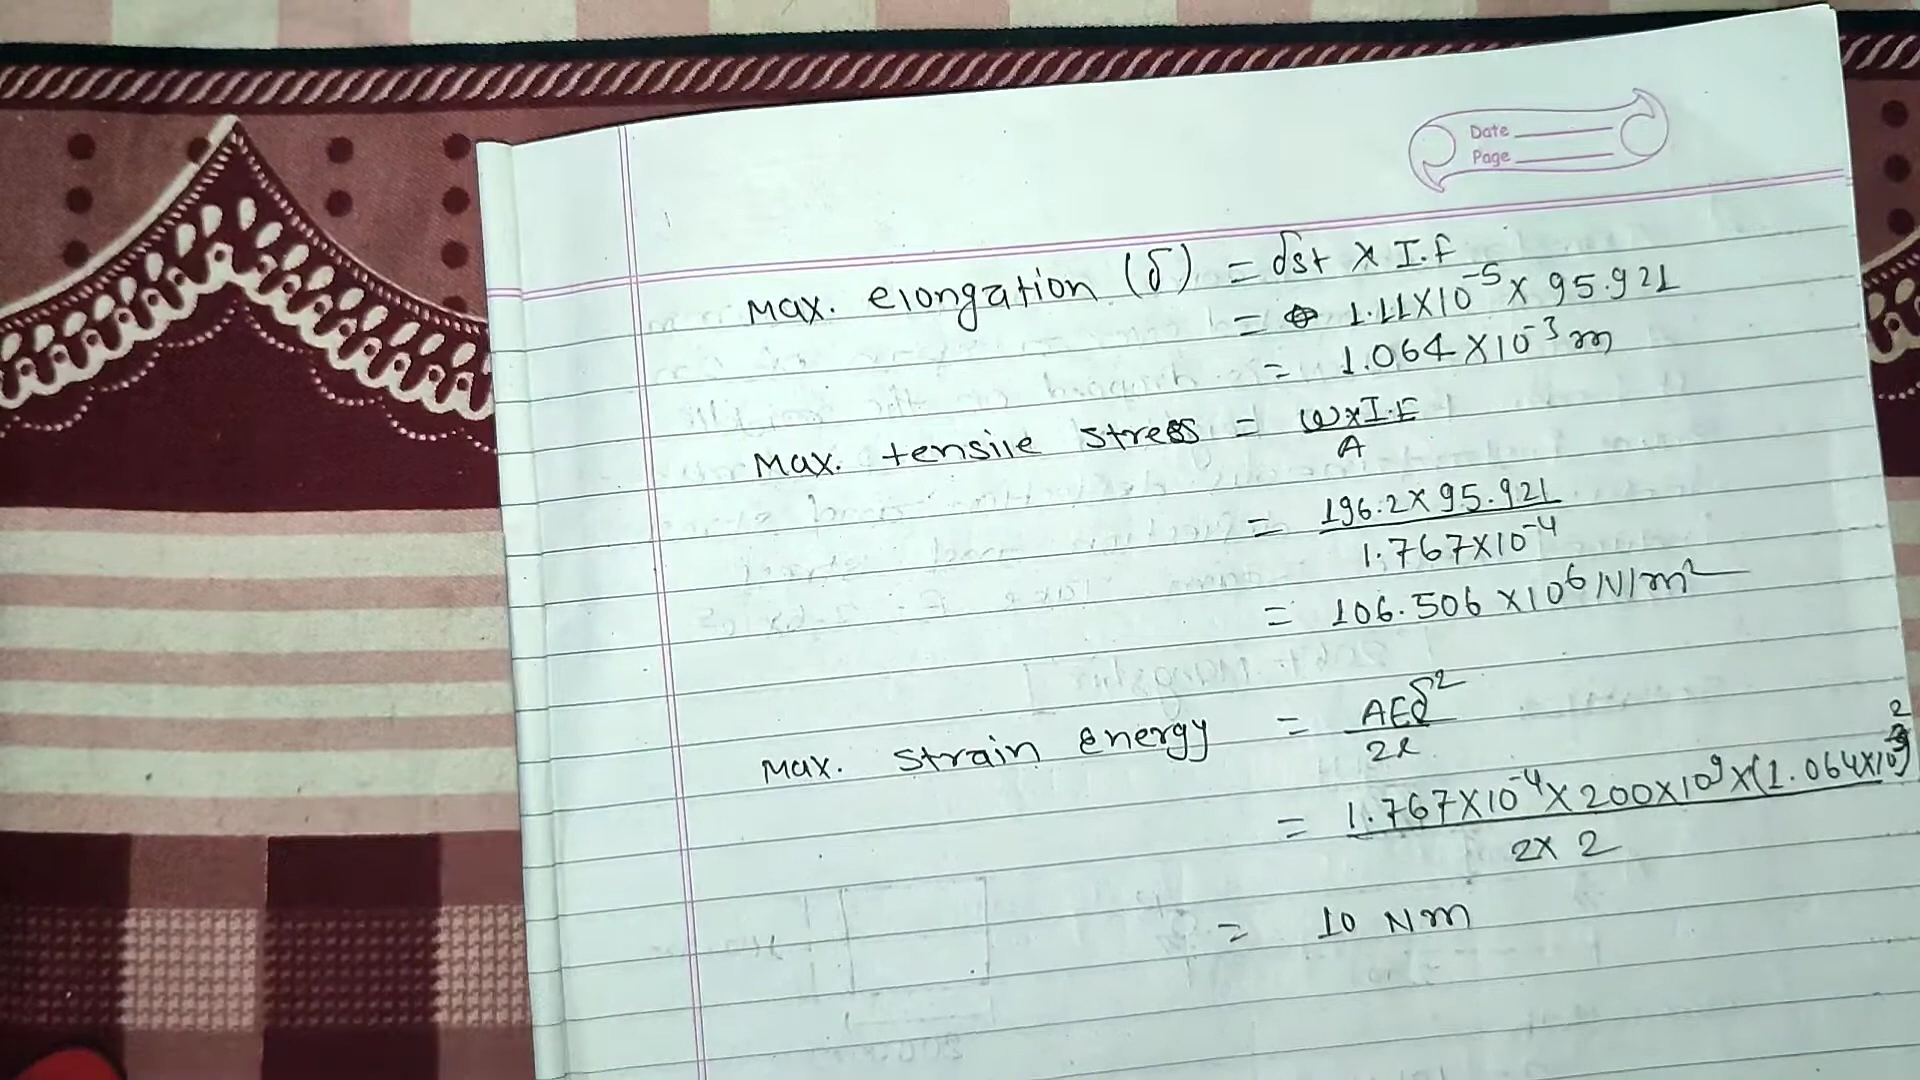 Date
Page
Max. elongation (δ) = δst × I.f
= 1.11×10⁻⁵ × 95.921
= 1.064×10⁻³ m
Max. tensile stress = W×I.F
A
= 196.2×95.921
1.767×10⁻⁴
= 106.506×10⁶ N/m²
Max. strain energy = AEδ²
2l
= 1.767×10⁻⁴×200×10⁹×(1.064×10⁻³)²
2×2
= 10 Nm